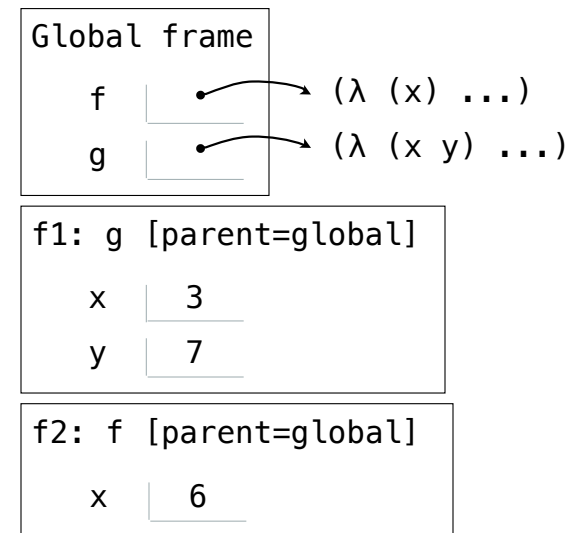 Global frame
f (λ (x) ...)
g (λ (x y) ...)
f1: g [parent=global]
x 3
y 7
f2: f [parent=global]
x 6